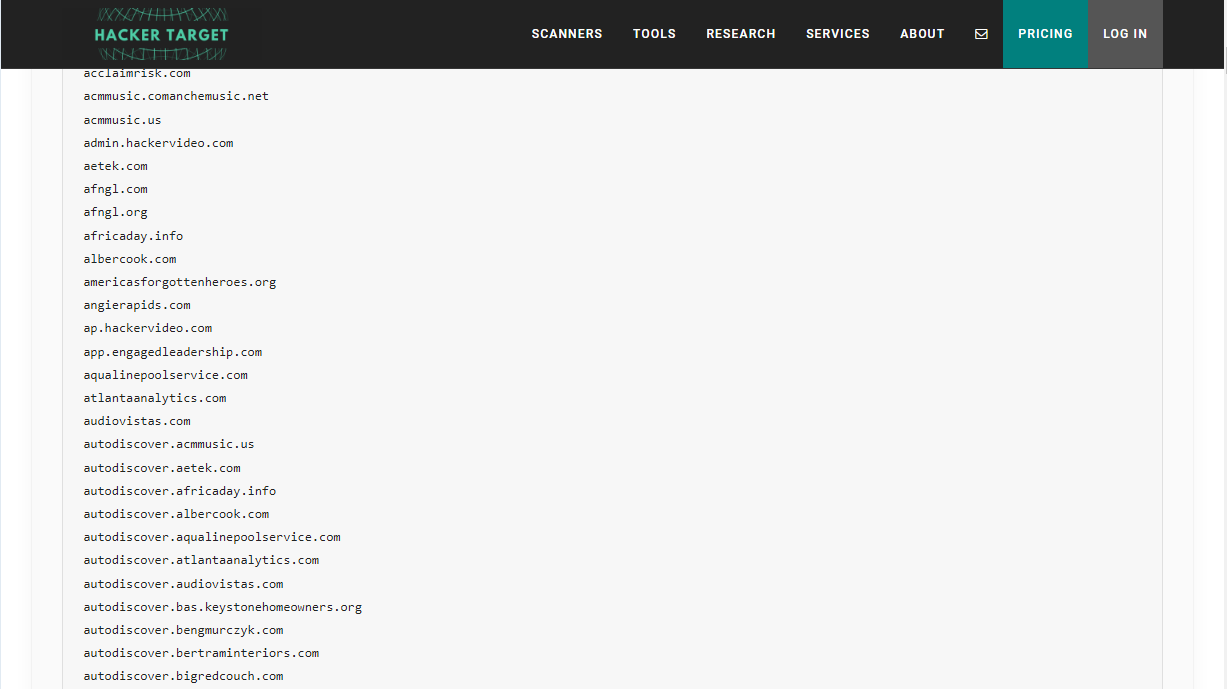 HACKER TARGET
SCANNERS TOOLS RESEARCH SERVICES ABOUT PRICING LOG IN
acclaimrisk.com
acmmusic.comanchemusic.net
acmmusic.us
admin.hackervideo.com
aetek.com
afngl.com
afngl.org
africaday.info
albercook.com
americasforgottenheroes.org
angierapids.com
ap.hackervideo.com
app.engagedleadership.com
aqualinepoolservice.com
atlantaanalytics.com
audiovistas.com
autodiscover.acmmusic.us
autodiscover.aetek.com
autodiscover.africaday.info
autodiscover.albercook.com
autodiscover.aqualinepoolservice.com
autodiscover.atlantaanalytics.com
autodiscover.audiovistas.com
autodiscover.bas.keystonehomeowners.org
autodiscover.bengmurczyk.com
autodiscover.bertraminteriors.com
autodiscover.bigredcouch.com